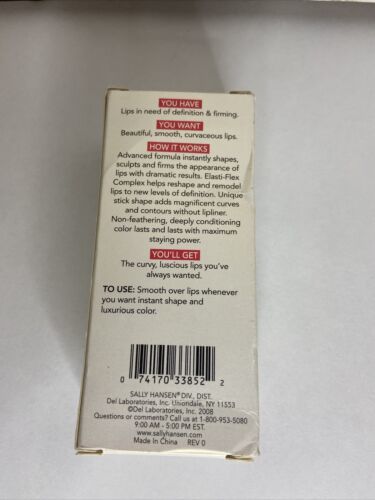 YOU HAVE
Lips in need of definition & firming.
YOU WANT
Beautiful, smooth, curvaceous lips.
HOW IT WORKS
Advanced formula instantly shapes,
sculpts and firms the appearance of
lips with dramatic results. Elasti-Flex
Complex helps reshape and remodel
lips to new levels of definition. Unique
stick shape adds magnificent curves
and contours without lipliner.
Non-feathering, deeply conditioning
color lasts and lasts with maximum
staying power.
YOU'LL GET
The curvy, luscious lips you've
always wanted.
TO USE: Smooth over lips whenever
you want instant shape and
luxurious color.
0 74170 33852 2
SALLY HANSEN® DIV., DIST.
Del Laboratories, Inc. Uniondale, NY 11553
©Del Laboratories, Inc. 2008
Questions or comments? Call us at 1-800-953-5080
9:00 AM - 5:00 PM EST.
www.sallyhansen.com
Made In China REV 0